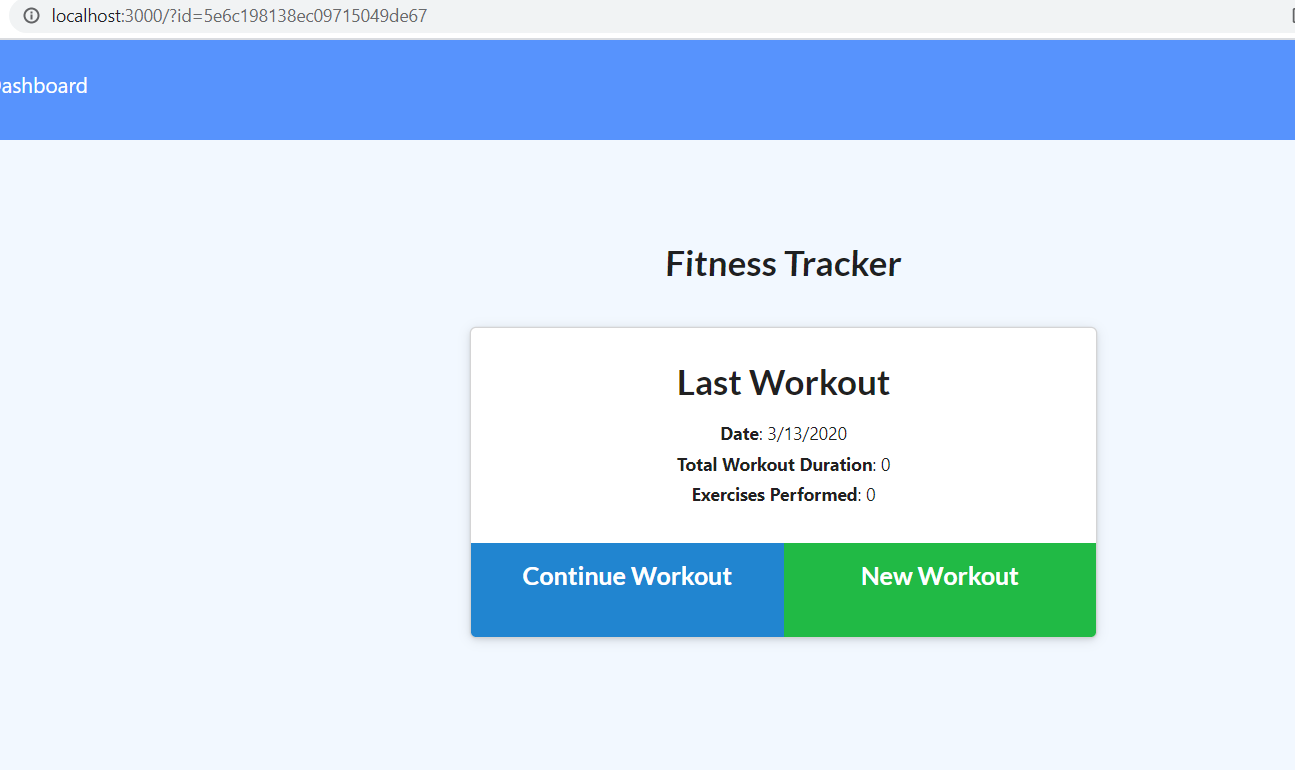 localhost:3000/?id=5e6c198138ec09715049de67
ashboard
Fitness Tracker
Last Workout
Date: 3/13/2020
Total Workout Duration: 0
Exercises Performed: 0
Continue Workout
New Workout